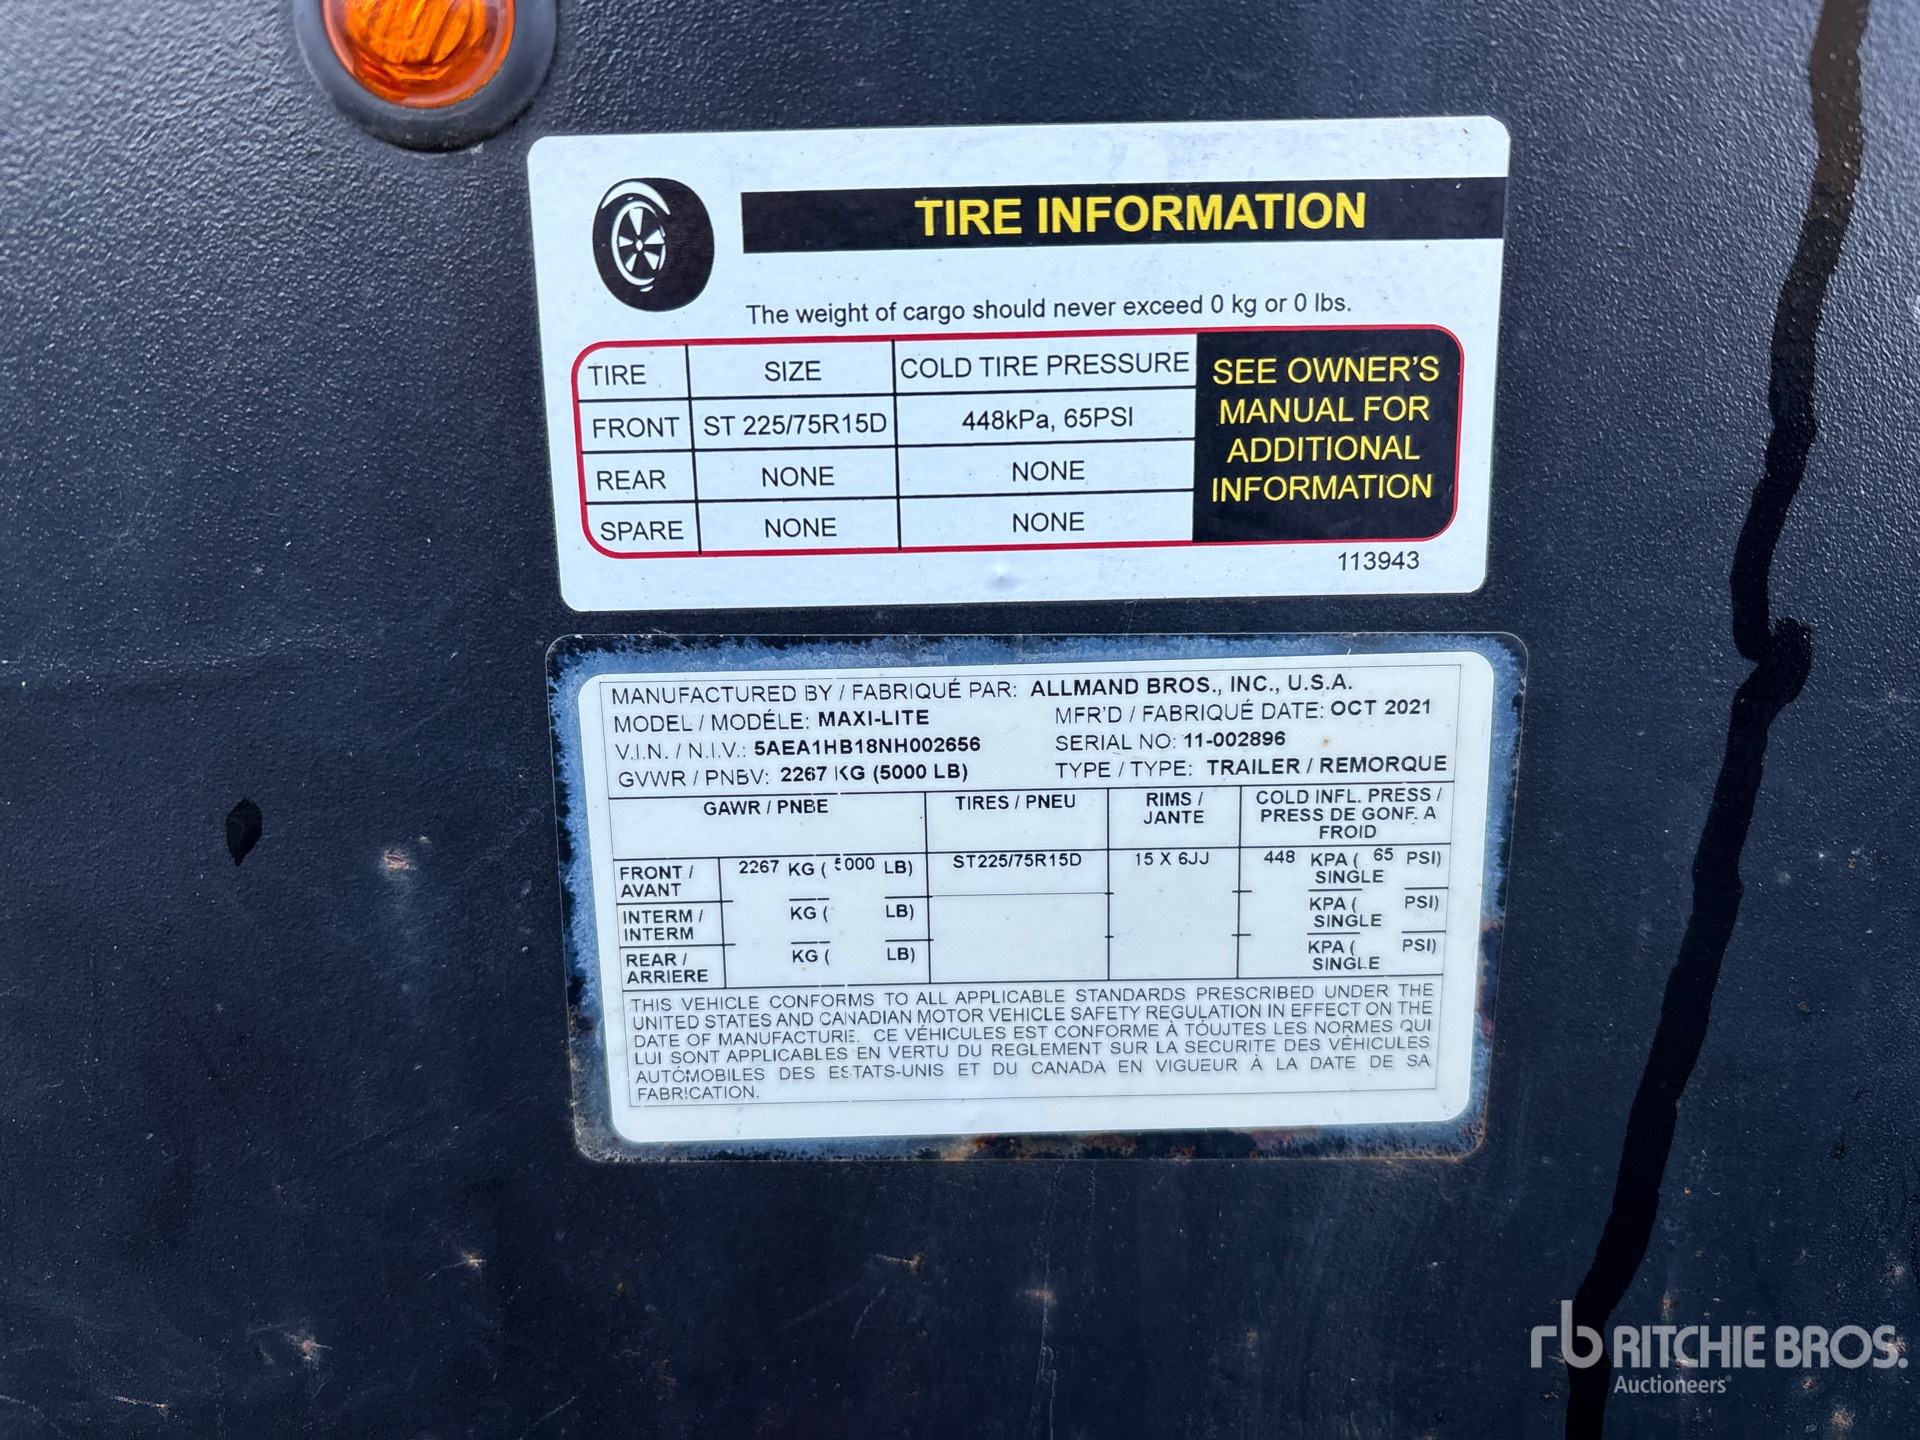 TIRE INFORMATION
The weight of cargo should never exceed 0 kg or 0 lbs.
TIRE SIZE COLD TIRE PRESSURE
FRONT ST 225/75R15D 448kPa, 65PSI
REAR NONE NONE
SPARE NONE NONE
SEE OWNER'S
MANUAL FOR
ADDITIONAL
INFORMATION
113943
MANUFACTURED BY / FABRIQUÉ PAR: ALLMAND BROS., INC., U.S.A.
MODEL / MODÉLE: MAXI-LITE MFR'D / FABRIQUÉ DATE: OCT 2021
V.I.N. / N.I.V.: 5AEA1HB18NH002656 SERIAL NO: 11-002896
GVWR / PNBV: 2267 KG (5000 LB) TYPE / TYPE: TRAILER / REMORQUE
GAWR / PNBE TIRES / PNEU RIMS / JANTE COLD INFL. PRESS / PRESS DE GONF. A FROID
FRONT / AVANT 2267 KG ( 5000 LB) ST225/75R15D 15 X 6JJ 448 KPA ( 65 PSI) SINGLE
INTERM / INTERM KG ( LB) KPA ( PSI) SINGLE
REAR / ARRIERE KG ( LB) KPA ( PSI) SINGLE
THIS VEHICLE CONFORMS TO ALL APPLICABLE STANDARDS PRESCRIBED UNDER THE
UNITED STATES AND CANADIAN MOTOR VEHICLE SAFETY REGULATION IN EFFECT ON THE
DATE OF MANUFACTURE. CE VÉHICULES EST CONFORME À TÓUJTES LES NORMES QUI
LUI SONT APPLICABLES EN VERTU DU REGLEMENT SUR LA SECURITE DES VÉHICULES
AUTÓMOBILES DES ESTATS-UNIS ET DU CANADA EN VIGUEUR À LA DATE DE SA
FABRICATION.
rb RITCHIE BROS.
Auctioneers